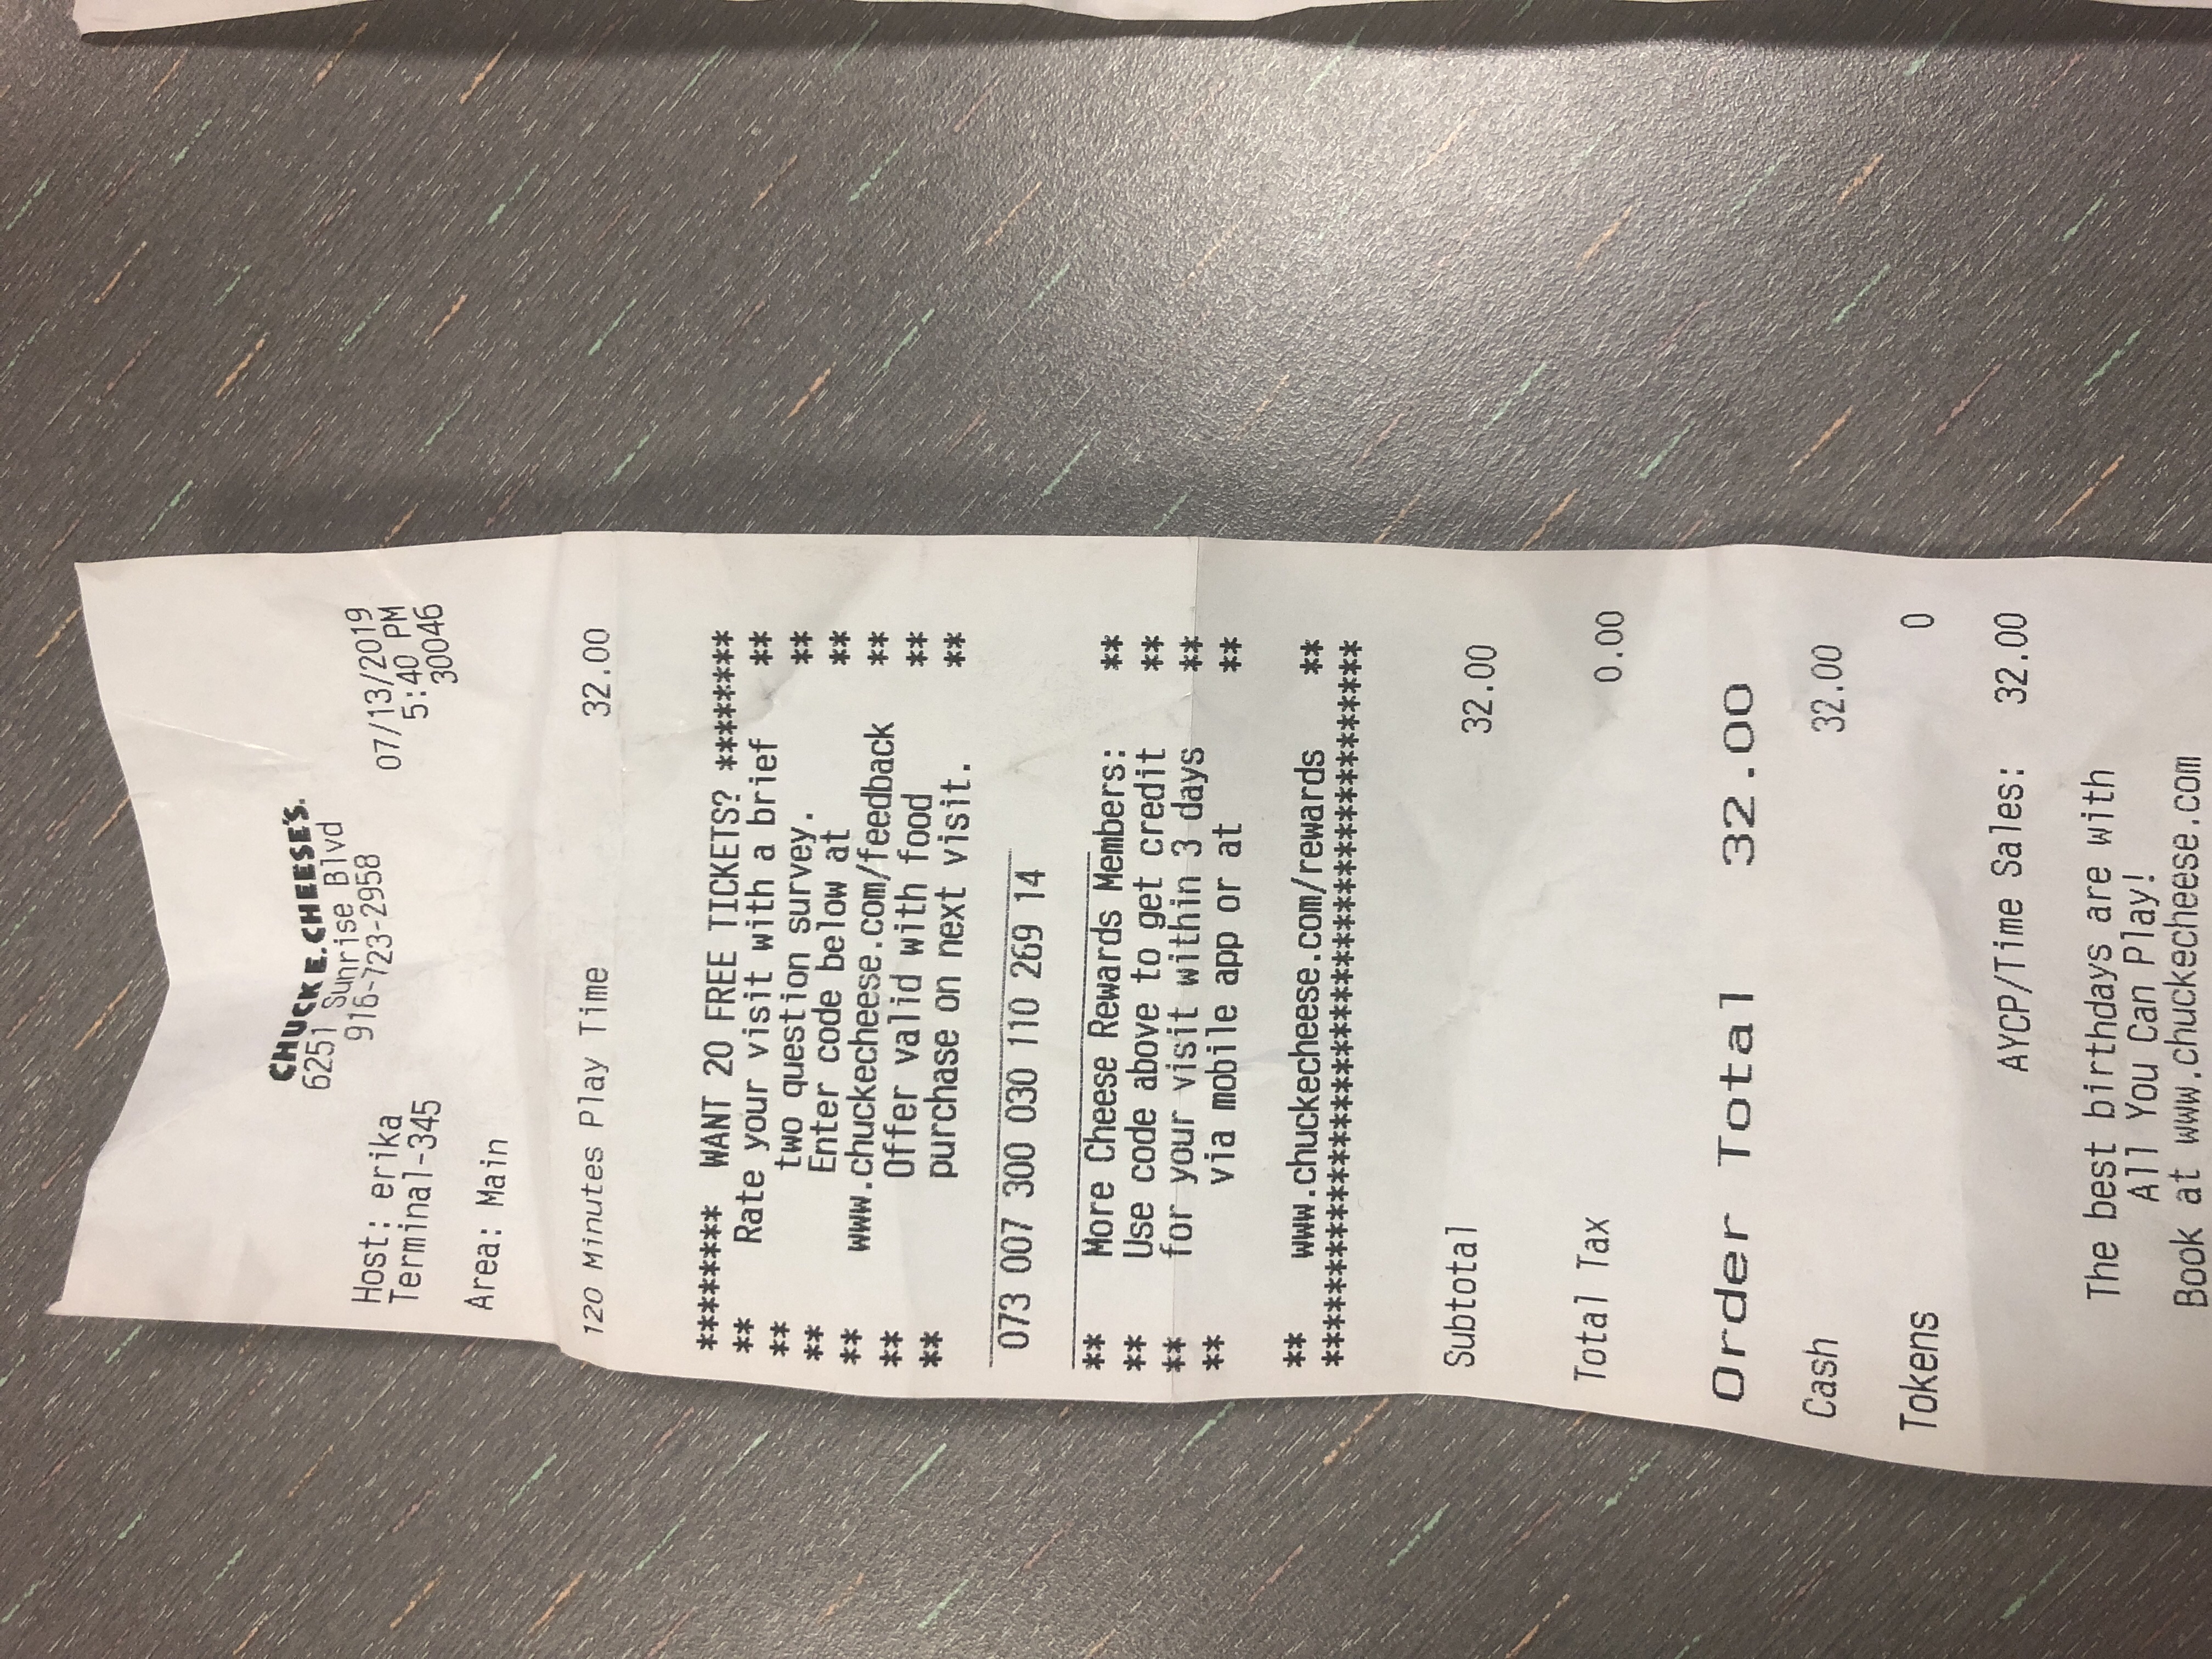 CHUCK E. CHEESE'S.
6251 Sunrise Blvd
916-723-2958
Host: erika 07/13/2019
Terminal-345 5:40 PM
30046
Area: Main
120 Minutes Play Time 32.00
******** WANT 20 FREE TICKETS? ********
** Rate your visit with a brief **
** two question survey. **
** Enter code below at **
** www.chuckecheese.com/feedback **
** Offer valid with food **
** purchase on next visit. **
073 007 300 030 110 269 14
** More Cheese Rewards Members: **
** Use code above to get credit **
** for your visit within 3 days **
** via mobile app or at **
** www.chuckecheese.com/rewards **
****************************************
Subtotal 32.00
Total Tax 0.00
Order Total 32.00
Cash 32.00
Tokens 0
AYCP/Time Sales: 32.00
The best birthdays are with
All You Can Play!
Book at www.chuckecheese.com